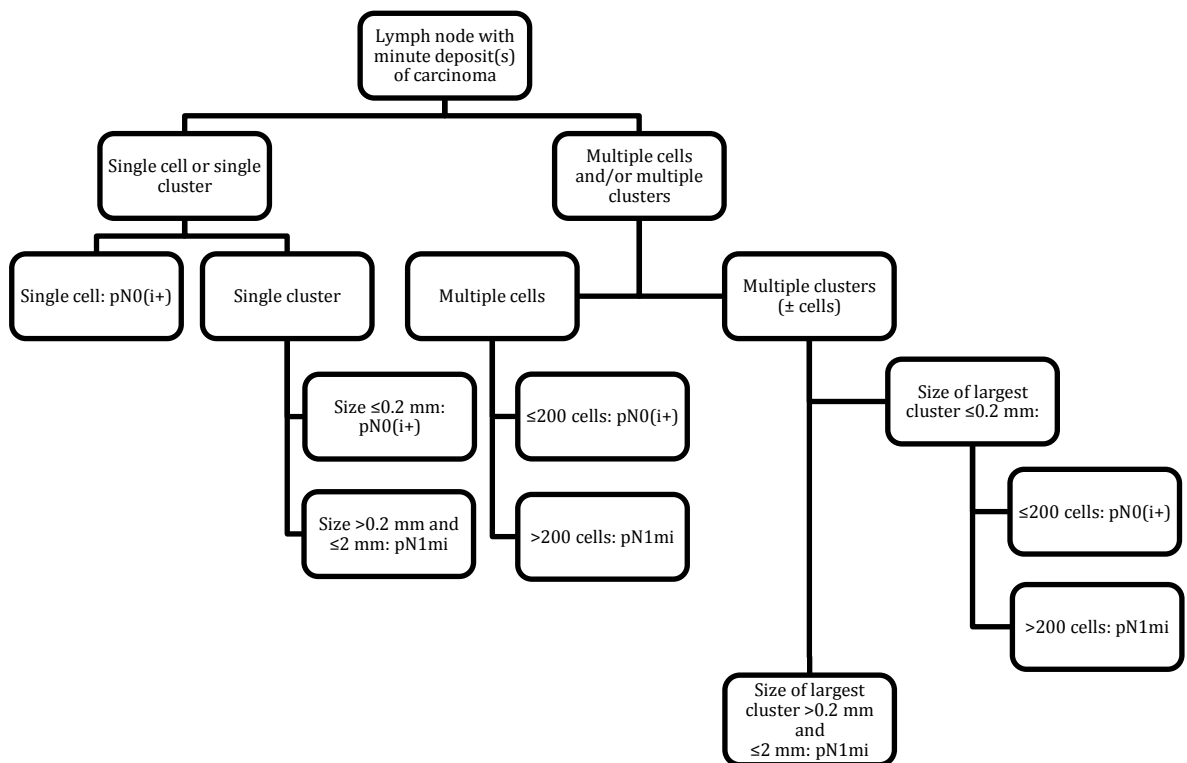 Lymph node with
minute deposit(s)
of carcinoma
Single cell or single
cluster
Multiple cells
and/or multiple
clusters
Single cell: pN0(i+)
Single cluster
Multiple cells
Multiple clusters
(± cells)
Size ≤0.2 mm:
pN0(i+)
Size >0.2 mm and
≤2 mm: pN1mi
≤200 cells: pN0(i+)
>200 cells: pN1mi
Size of largest
cluster ≤0.2 mm:
≤200 cells: pN0(i+)
>200 cells: pN1mi
Size of largest
cluster >0.2 mm
and
≤2 mm: pN1mi